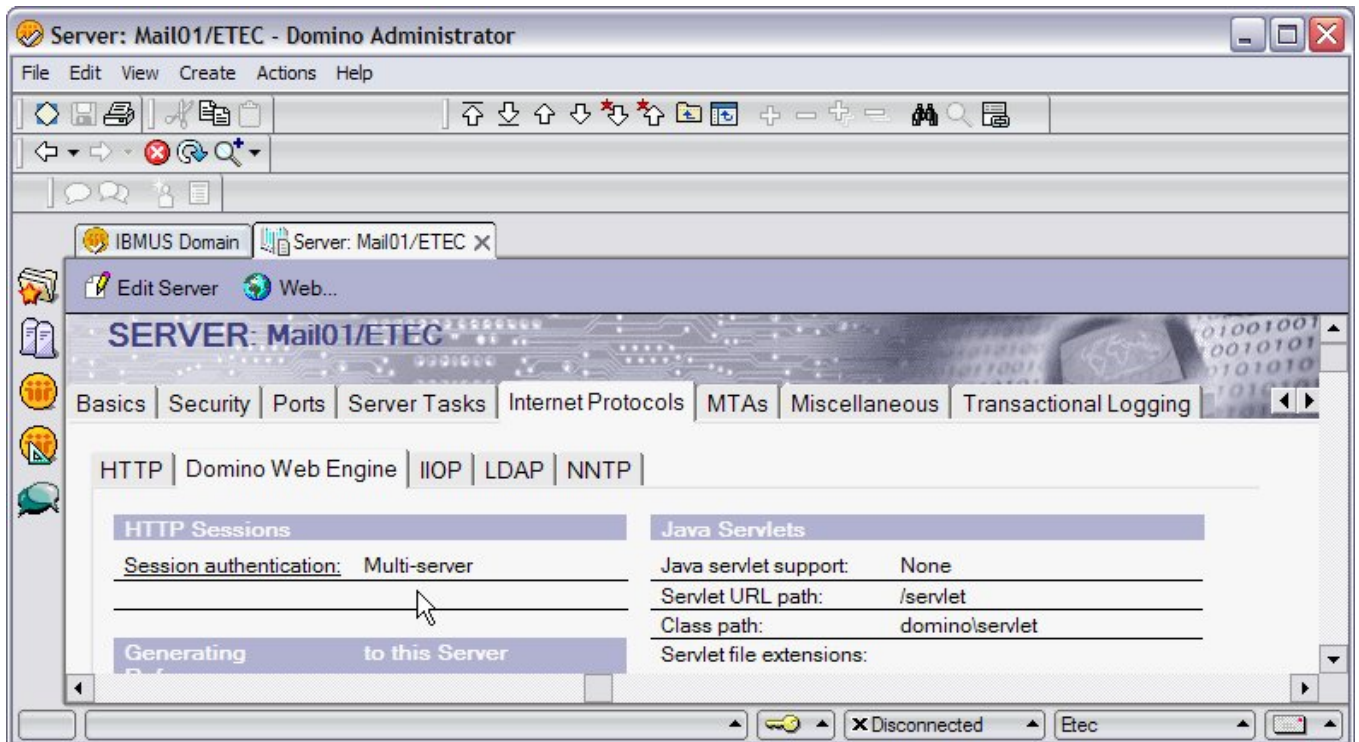 Server: Mail01/ETEC - Domino Administrator
File Edit View Create Actions Help
IBMUS Domain Server: Mail01/ETEC
Edit Server Web...
SERVER: Mail01/ETEC
Basics Security Ports Server Tasks Internet Protocols MTAs Miscellaneous Transactional Logging
HTTP Domino Web Engine IIOP LDAP NNTP
HTTP Sessions Java Servlets
Session authentication: Multi-server Java servlet support: None
Servlet URL path: /servlet
Class path: domino\servlet
Generating to this Server Servlet file extensions:
Disconnected Etec